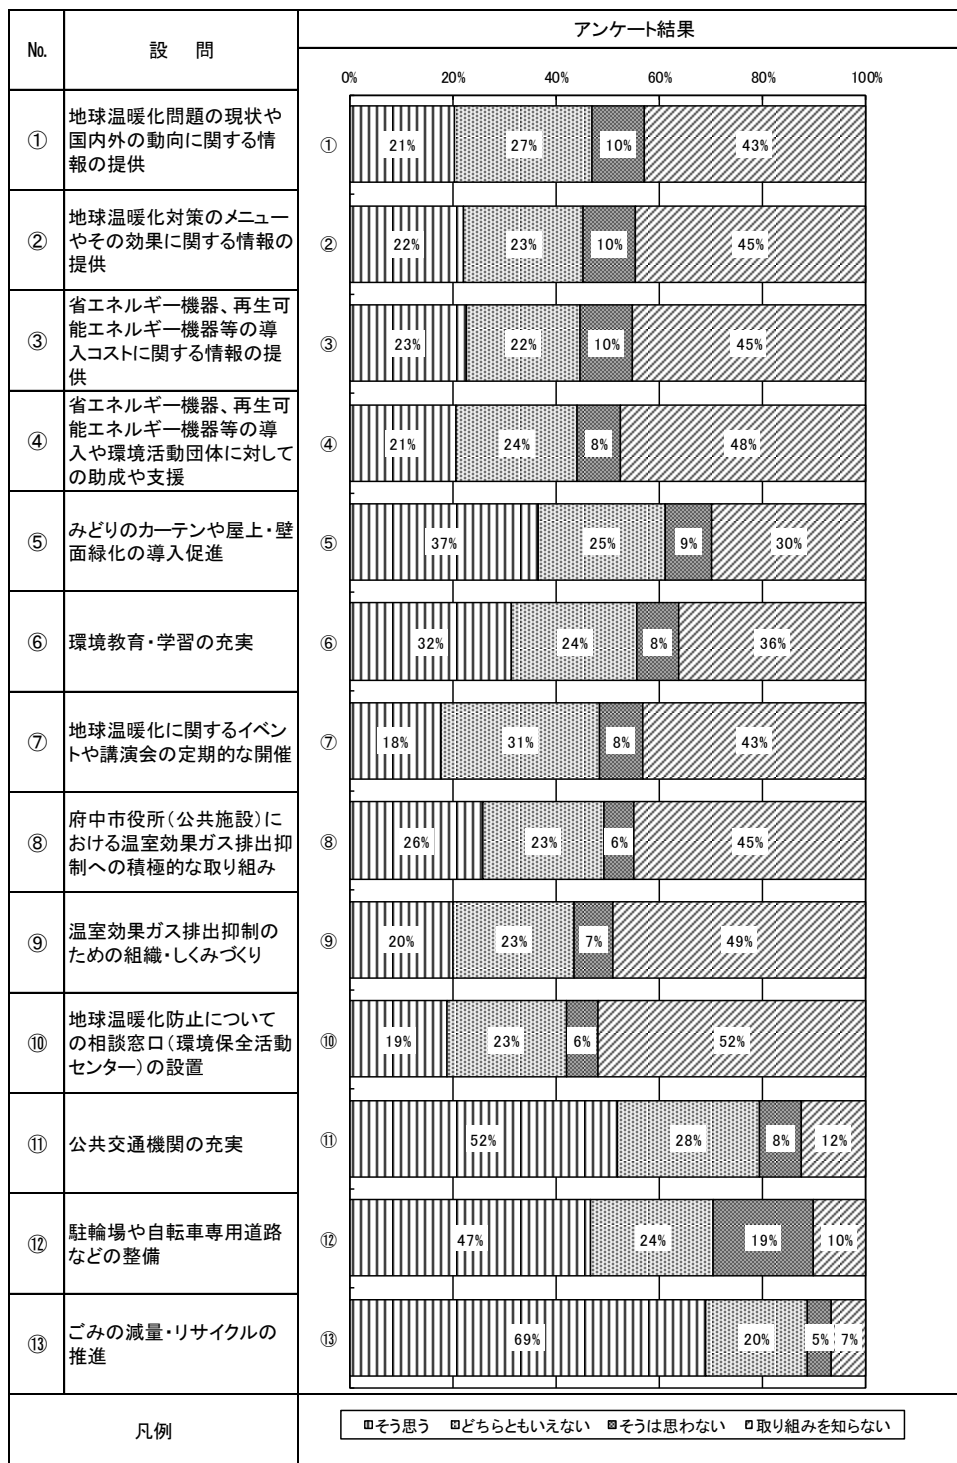 No. 設　問 アンケート結果
0% 20% 40% 60% 80% 100%
① 地球温暖化問題の現状や
国内外の動向に関する情
報の提供
① 21% 27% 10% 43%
② 地球温暖化対策のメニュー
やその効果に関する情報の
提供
② 22% 23% 10% 45%
③ 省エネルギー機器、再生可
能エネルギー機器等の導
入コストに関する情報の提
供
③ 23% 22% 10% 45%
④ 省エネルギー機器、再生可
能エネルギー機器等の導
入や環境活動団体に対して
の助成や支援
④ 21% 24% 8% 48%
⑤ みどりのカーテンや屋上・壁
面緑化の導入促進
⑤ 37% 25% 9% 30%
⑥ 環境教育・学習の充実
⑥ 32% 24% 8% 36%
⑦ 地球温暖化に関するイベン
トや講演会の定期的な開催
⑦ 18% 31% 8% 43%
⑧ 府中市役所（公共施設）に
おける温室効果ガス排出抑
制への積極的な取り組み
⑧ 26% 23% 6% 45%
⑨ 温室効果ガス排出抑制の
ための組織・しくみづくり
⑨ 20% 23% 7% 49%
⑩ 地球温暖化防止について
の相談窓口（環境保全活動
センター）の設置
⑩ 19% 23% 6% 52%
⑪ 公共交通機関の充実
⑪ 52% 28% 8% 12%
⑫ 駐輪場や自転車専用道路
などの整備
⑫ 47% 24% 19% 10%
⑬ ごみの減量・リサイクルの
推進
⑬ 69% 20% 5% 7%
凡例 そう思う どちらともいえない そうは思わない 取り組みを知らない